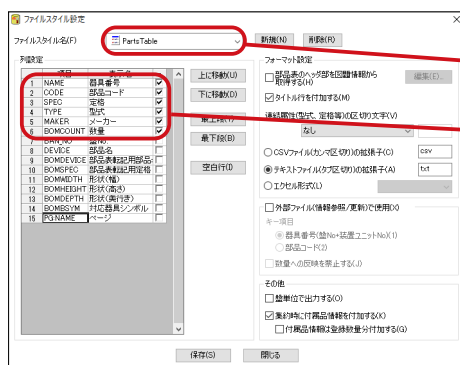 ファイルスタイル設定
ファイルスタイル名(F) PartsTable 新規(N) 削除(R)
列設定
項目 表示名
1 NAME 器具番号
2 CODE 部品コード
3 SPEC 定格
4 TYPE 型式
5 MAKER メーカー
6 BOMCOUNT 数量
8 DEVICE 部品名
9 BOMDEVICE 部品表転記用部品
10 BOMSPEC 部品表転記用定格
11 BOMWIDTH 形状(幅)
12 BOMHEIGHT 形状(高さ)
13 BOMDEPTH 形状(奥行き)
14 BOMBSYM 対応器具シンボル
15 PG.NAME ページ
上に移動(U)
下に移動(D)
最下段(B)
空白行(I)
フォーマット設定
部品表のヘッダ部を図面情報から
取得する(H)
編集(E)...
タイトル行を付加する(M)
連続属性(型式、定格等)の区切り文字(V)
なし
CSVファイル(カンマ区切り)の拡張子(C) csv
テキストファイル(タブ区切り)の拡張子(A) txt
エクセル形式(L)
外部ファイル(情報参照/更新)で使用(X)
キー項目
器具番号(盤No+装置ユニットNo)(1)
部品コード(2)
数量への反映を禁止する(J)
その他
盤単位で出力する(O)
集約時に付属品情報を付加する(K)
付属品情報は登録数量分付加する(G)
保存(S) 閉じる